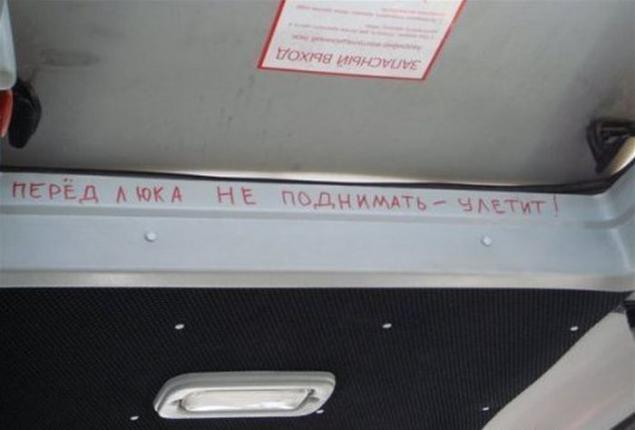 ЗАПАСНЫЙ ВЫХОД
ПЕРЁД ЛЮКА НЕ ПОДНИМАТЬ – УЛЕТИТ!